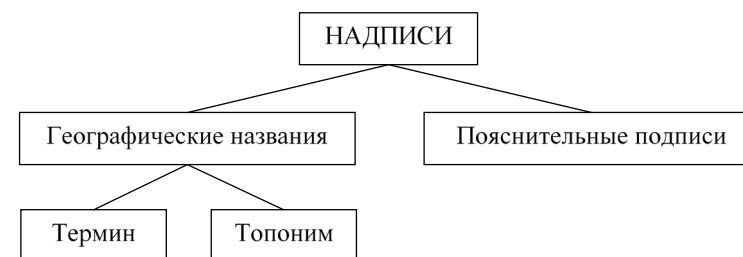 НАДПИСИ
Географические названия
Пояснительные подписи
Термин
Топоним